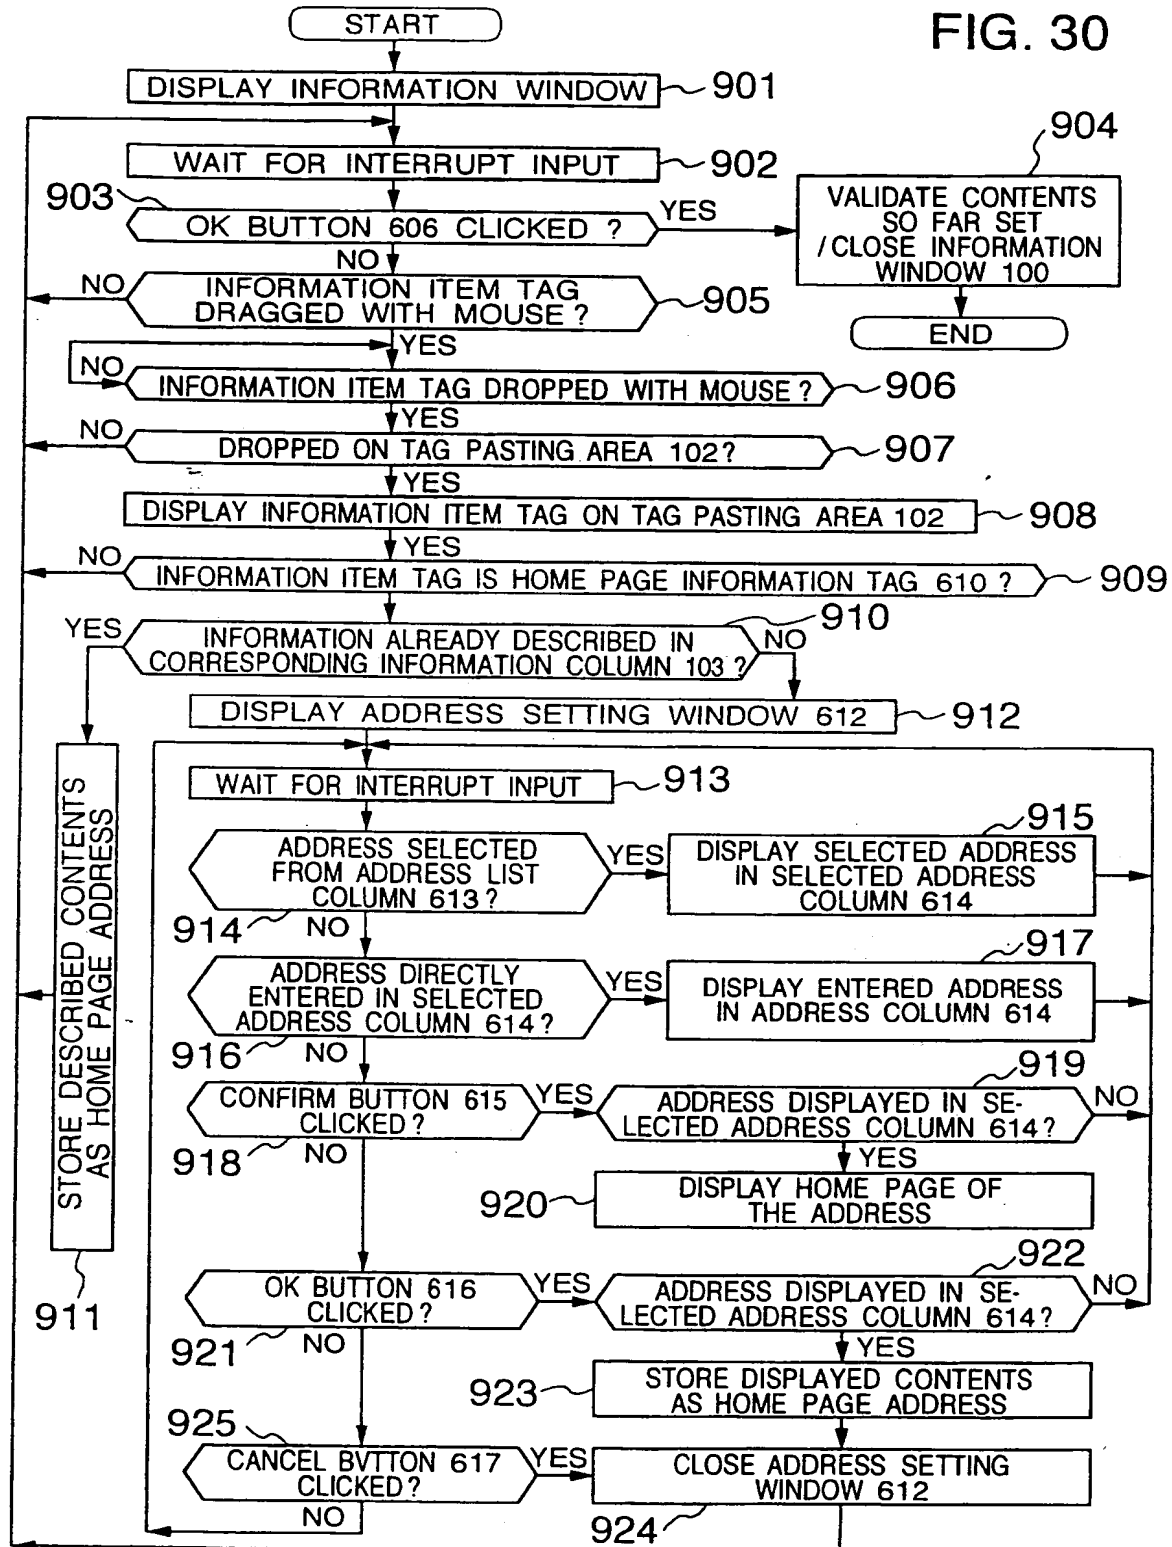 FIG. 30
START
DISPLAY INFORMATION WINDOW
901
WAIT FOR INTERRUPT INPUT
902
903
OK BUTTON 606 CLICKED ?
YES
904
VALIDATE CONTENTS
SO FAR SET
/CLOSE INFORMATION
WINDOW 100
END
NO
NO
INFORMATION ITEM TAG
DRAGGED WITH MOUSE ?
905
YES
NO
INFORMATION ITEM TAG DROPPED WITH MOUSE ?
906
YES
NO
DROPPED ON TAG PASTING AREA 102?
907
YES
DISPLAY INFORMATION ITEM TAG ON TAG PASTING AREA 102
908
YES
NO
INFORMATION ITEM TAG IS HOME PAGE INFORMATION TAG 610 ?
909
910
YES
INFORMATION ALREADY DESCRIBED IN
CORRESPONDING INFORMATION COLUMN 103 ?
NO
DISPLAY ADDRESS SETTING WINDOW 612
912
STORE DESCRIBED CONTENTS
AS HOME PAGE ADDRESS
911
WAIT FOR INTERRUPT INPUT
913
ADDRESS SELECTED
FROM ADDRESS LIST
COLUMN 613 ?
914
YES
915
DISPLAY SELECTED ADDRESS
IN SELECTED ADDRESS
COLUMN 614
NO
ADDRESS DIRECTLY
ENTERED IN SELECTED
ADDRESS COLUMN 614 ?
916
YES
917
DISPLAY ENTERED ADDRESS
IN ADDRESS COLUMN 614
NO
CONFIRM BUTTON 615
CLICKED ?
918
YES
919
ADDRESS DISPLAYED IN SE-
LECTED ADDRESS COLUMN 614 ?
NO
NO
YES
920
DISPLAY HOME PAGE OF
THE ADDRESS
OK BUTTON 616
CLICKED ?
921
YES
922
ADDRESS DISPLAYED IN SE-
LECTED ADDRESS COLUMN 614 ?
NO
NO
YES
923
STORE DISPLAYED CONTENTS
AS HOME PAGE ADDRESS
925
CANCEL BVTTON 617
CLICKED ?
YES
CLOSE ADDRESS SETTING
WINDOW 612
924
NO